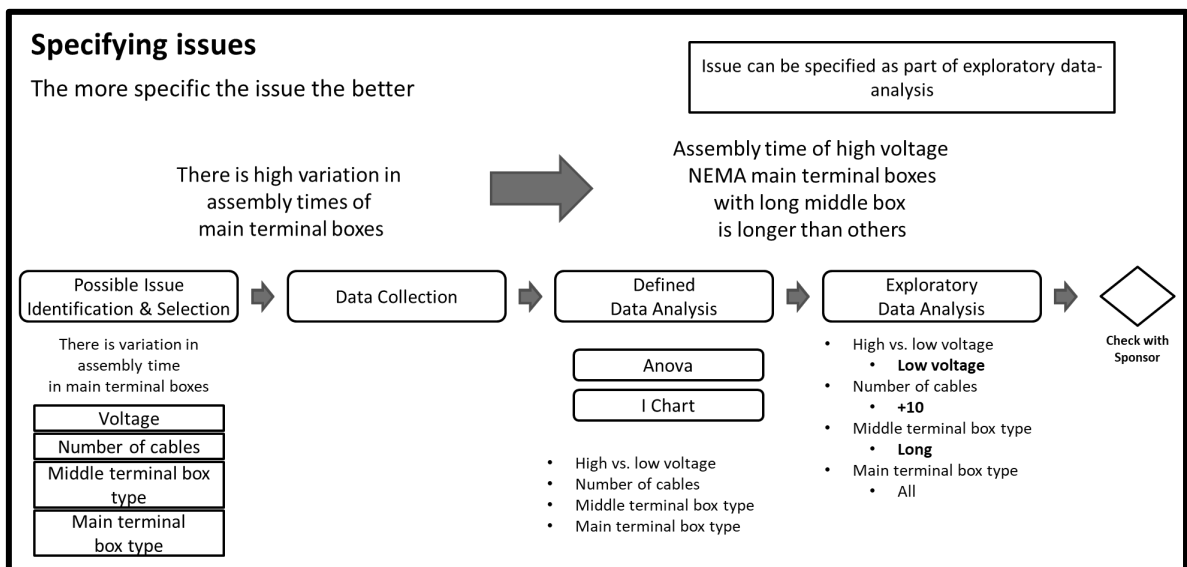 Specifying issues
The more specific the issue the better
Issue can be specified as part of exploratory data-
analysis
There is high variation in
assembly times of
main terminal boxes
Assembly time of high voltage
NEMA main terminal boxes
with long middle box
is longer than others
Possible Issue
Identification & Selection
Data Collection
Defined
Data Analysis
Exploratory
Data Analysis
Check with
Sponsor
There is variation in
assembly time
in main terminal boxes
Voltage
Number of cables
Middle terminal box
type
Main terminal
box type
Anova
I Chart
• High vs. low voltage
• Number of cables
• Middle terminal box type
• Main terminal box type
• High vs. low voltage
• Low voltage
• Number of cables
• +10
• Middle terminal box type
• Long
• Main terminal box type
• All